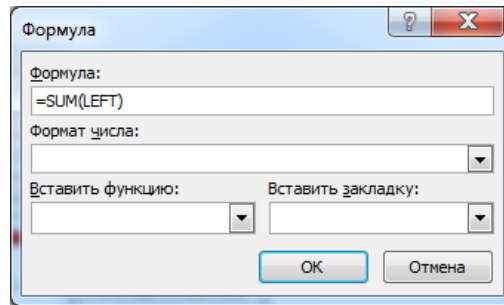 Формула
Формула:
=SUM(LEFT)
Формат числа:
Вставить функцию: Вставить закладку:
ОК Отмена